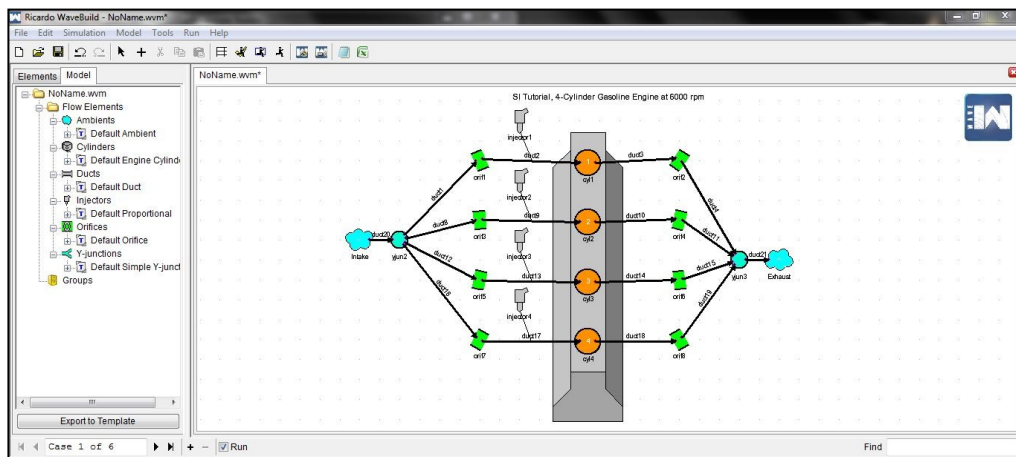 Ricardo WaveBuild - NoName.wvm*
File Edit Simulation Model Tools Run Help
Elements Model
NoName.wvm
Flow Elements
Ambients
Default Ambient
Cylinders
Default Engine Cylinde
Ducts
Default Duct
Injectors
Default Proportional
Orifices
Default Orifice
Y-junctions
Default Simple Y-junct
Groups
Export to Template
NoName.wvm*
SI Tutorial, 4-Cylinder Gasoline Engine at 6000 rpm
WAVE
injector1
duct2 duct3
orif1 cyl1 orif2
duct1 duct4
injector2
duct8 duct9 duct10 duct11
orif3 cyl2 orif4
duct20 injector3 duct21
Intake yjun2 yjun3 Exhaust
duct12 duct13 duct14 duct15
orif5 cyl3 orif6
injector4
duct16 duct19
duct17 duct18
orif7 cyl4 orif8
Case 1 of 6 Run Find